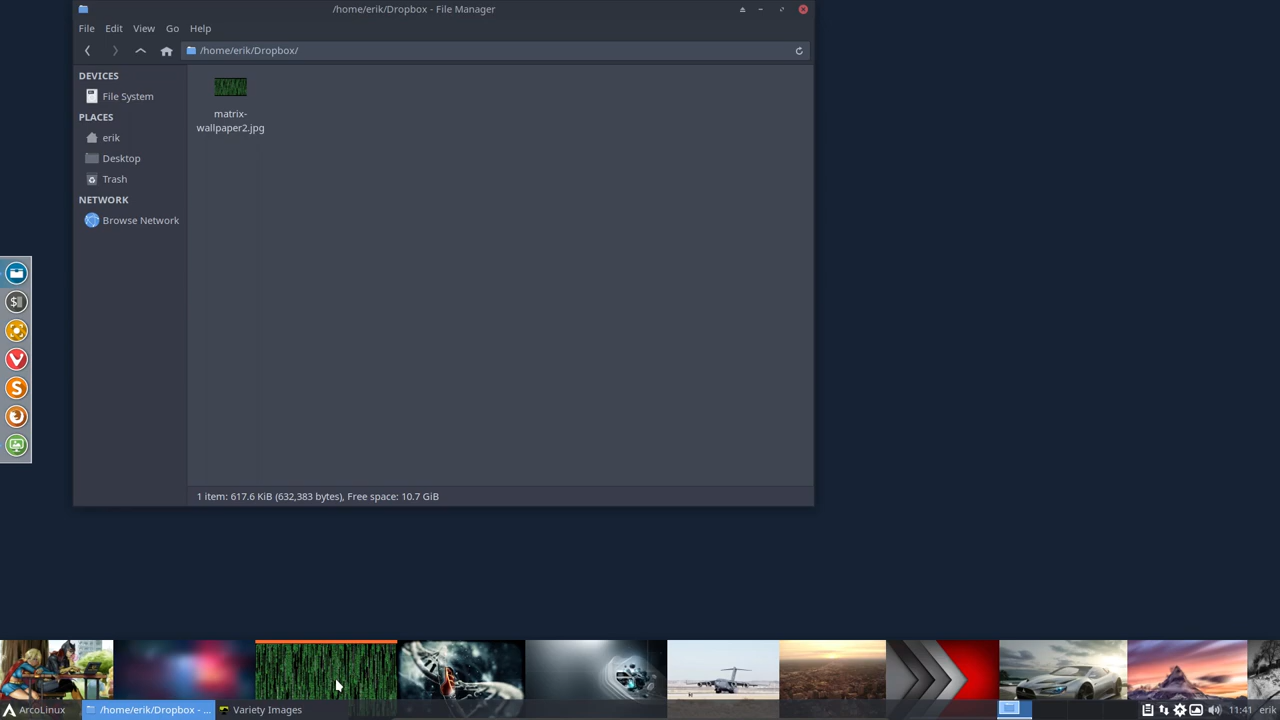 /home/erik/Dropbox - File Manager
File Edit View Go Help
/home/erik/Dropbox/
DEVICES
File System
PLACES
erik
Desktop
Trash
NETWORK
Browse Network
matrix-
wallpaper2.jpg
1 item: 617.6 KiB (632,383 bytes), Free space: 10.7 GiB
$
S
ArcoLinux /home/erik/Dropbox - ... Variety Images 11:41 erik